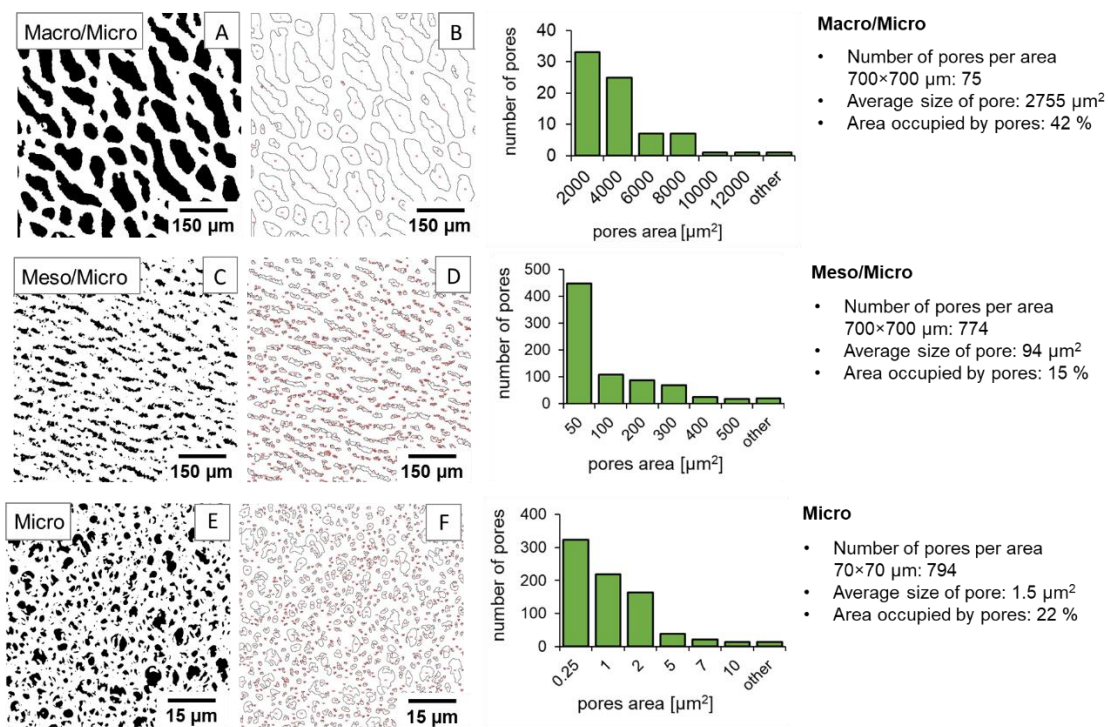 Macro/Micro
A
150 µm
B
150 µm
number of pores
40
30
20
10
0
2000
4000
6000
8000
10000
12000
other
pores area [µm²]
Macro/Micro
• Number of pores per area
700×700 µm: 75
• Average size of pore: 2755 µm²
• Area occupied by pores: 42 %
Meso/Micro
C
150 µm
D
150 µm
number of pores
500
400
300
200
100
0
50
100
200
300
400
500
other
pores area [µm²]
Meso/Micro
• Number of pores per area
700×700 µm: 774
• Average size of pore: 94 µm²
• Area occupied by pores: 15 %
Micro
E
15 µm
F
15 µm
number of pores
400
300
200
100
0
0.25
1
2
5
7
10
other
pores area [µm²]
Micro
• Number of pores per area
70×70 µm: 794
• Average size of pore: 1.5 µm²
• Area occupied by pores: 22 %